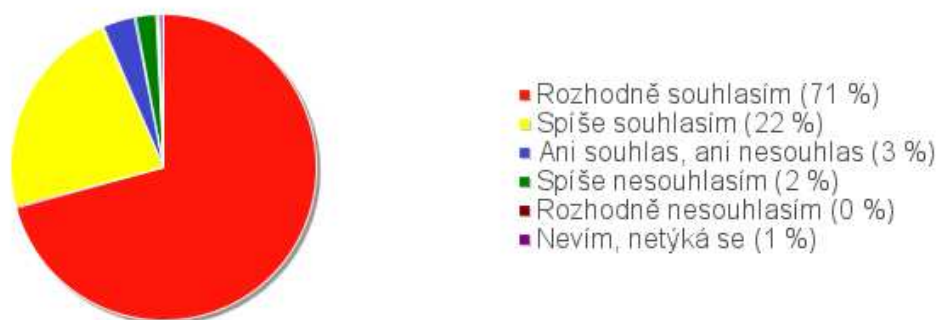 Rozhodně souhlasím (71 %)
Spíše souhlasím (22 %)
Ani souhlas, ani nesouhlas (3 %)
Spíše nesouhlasím (2 %)
Rozhodně nesouhlasím (0 %)
Nevím, netýká se (1 %)